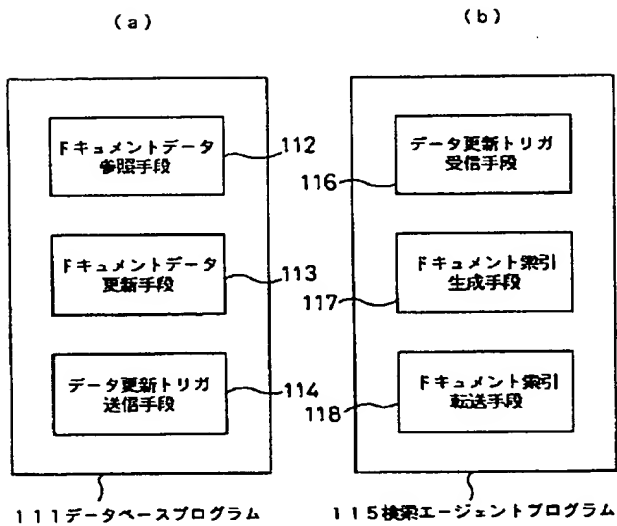 (a)
ドキュメントデータ
参照手段
112
ドキュメントデータ
更新手段
113
データ更新トリガ
送信手段
114
111データベースプログラム
(b)
データ更新トリガ
受信手段
116
ドキュメント索引
生成手段
117
ドキュメント索引
転送手段
118
115検索エージェントプログラム